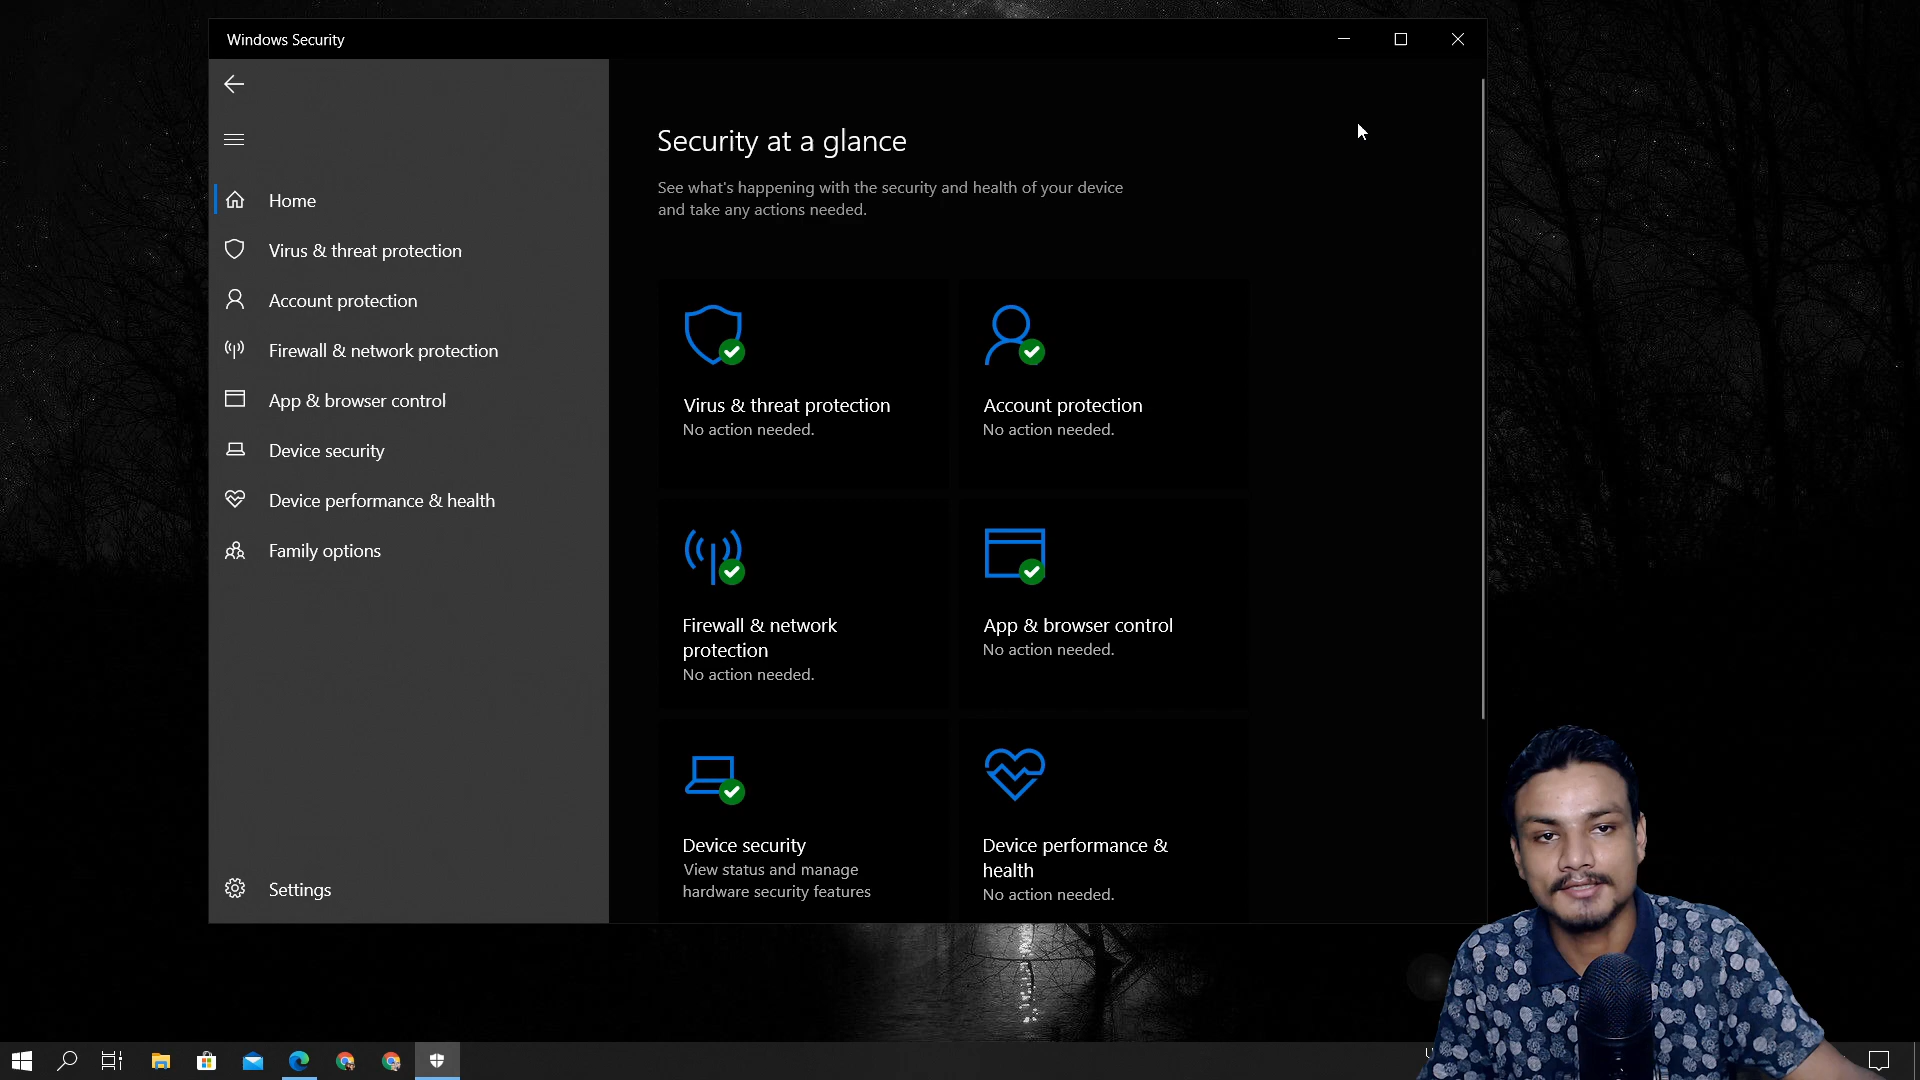 Windows Security
Home
Virus & threat protection
Account protection
Firewall & network protection
App & browser control
Device security
Device performance & health
Family options
Settings
Security at a glance
See what's happening with the security and health of your device
and take any actions needed.
Virus & threat protection
No action needed.
Account protection
No action needed.
Firewall & network
protection
No action needed.
App & browser control
No action needed.
Device security
View status and manage
hardware security features
Device performance &
health
No action needed.